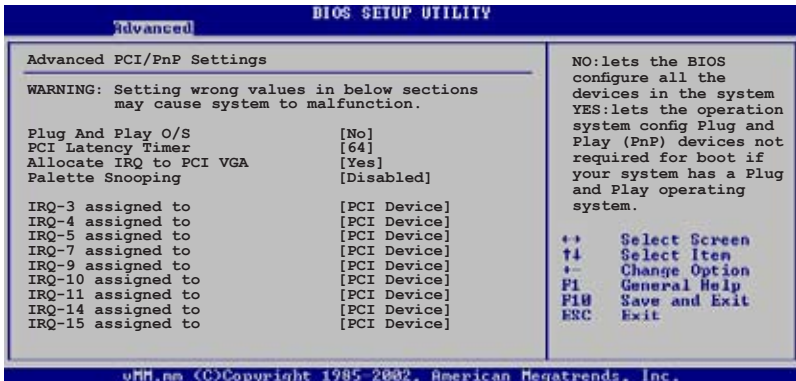 BIOS SETUP UTILITY
Advanced
Advanced PCI/PnP Settings
WARNING: Setting wrong values in below sections
may cause system to malfunction.
Plug And Play O/S [No]
PCI Latency Timer [64]
Allocate IRQ to PCI VGA [Yes]
Palette Snooping [Disabled]
IRQ-3 assigned to [PCI Device]
IRQ-4 assigned to [PCI Device]
IRQ-5 assigned to [PCI Device]
IRQ-7 assigned to [PCI Device]
IRQ-9 assigned to [PCI Device]
IRQ-10 assigned to [PCI Device]
IRQ-11 assigned to [PCI Device]
IRQ-14 assigned to [PCI Device]
IRQ-15 assigned to [PCI Device]
NO:lets the BIOS
configure all the
devices in the system
YES:lets the operation
system config Plug and
Play (PnP) devices not
required for boot if
your system has a Plug
and Play operating
system.
←→ Select Screen
↑↓ Select Item
+- Change Option
F1 General Help
F10 Save and Exit
ESC Exit
vMM.mm (C)Copyright 1985-2002, American Megatrends, Inc.